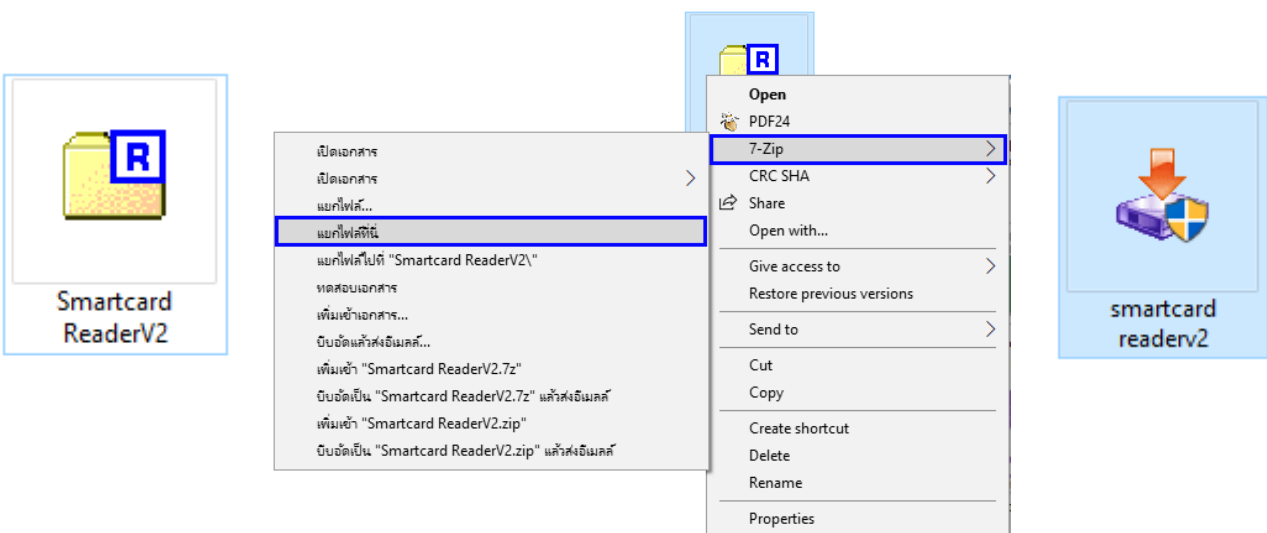 Smartcard
ReaderV2
เปิดเอกสาร
เปิดเอกสาร
แยกไฟล์...
แยกไฟล์ที่นี่
แยกไฟล์ไปที่ "Smartcard ReaderV2\"
ทดสอบเอกสาร
เพิ่มเข้าเอกสาร...
บีบอัดแล้วส่งอีเมลล์...
เพิ่มเข้า "Smartcard ReaderV2.7z"
บีบอัดเป็น "Smartcard ReaderV2.7z" แล้วส่งอีเมลล์
เพิ่มเข้า "Smartcard ReaderV2.zip"
บีบอัดเป็น "Smartcard ReaderV2.zip" แล้วส่งอีเมลล์
R
R
Open
PDF24
7-Zip
CRC SHA
Share
Open with...
Give access to
Restore previous versions
Send to
Cut
Copy
Create shortcut
Delete
Rename
Properties
smartcard
readerv2